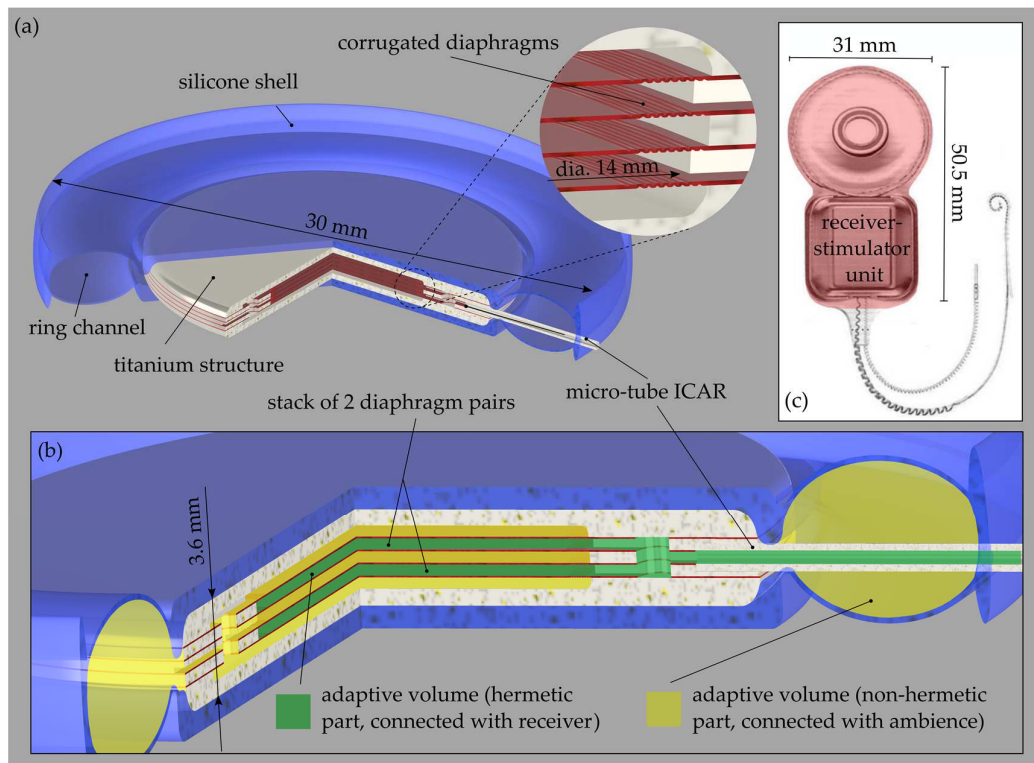 (a)
corrugated diaphragms
silicone shell
dia. 14 mm
30 mm
ring channel
titanium structure
micro-tube ICAR
stack of 2 diaphragm pairs
(c)
31 mm
50.5 mm
receiver-
stimulator
unit
(b)
3.6 mm
adaptive volume (hermetic
part, connected with receiver)
adaptive volume (non-hermetic
part, connected with ambience)